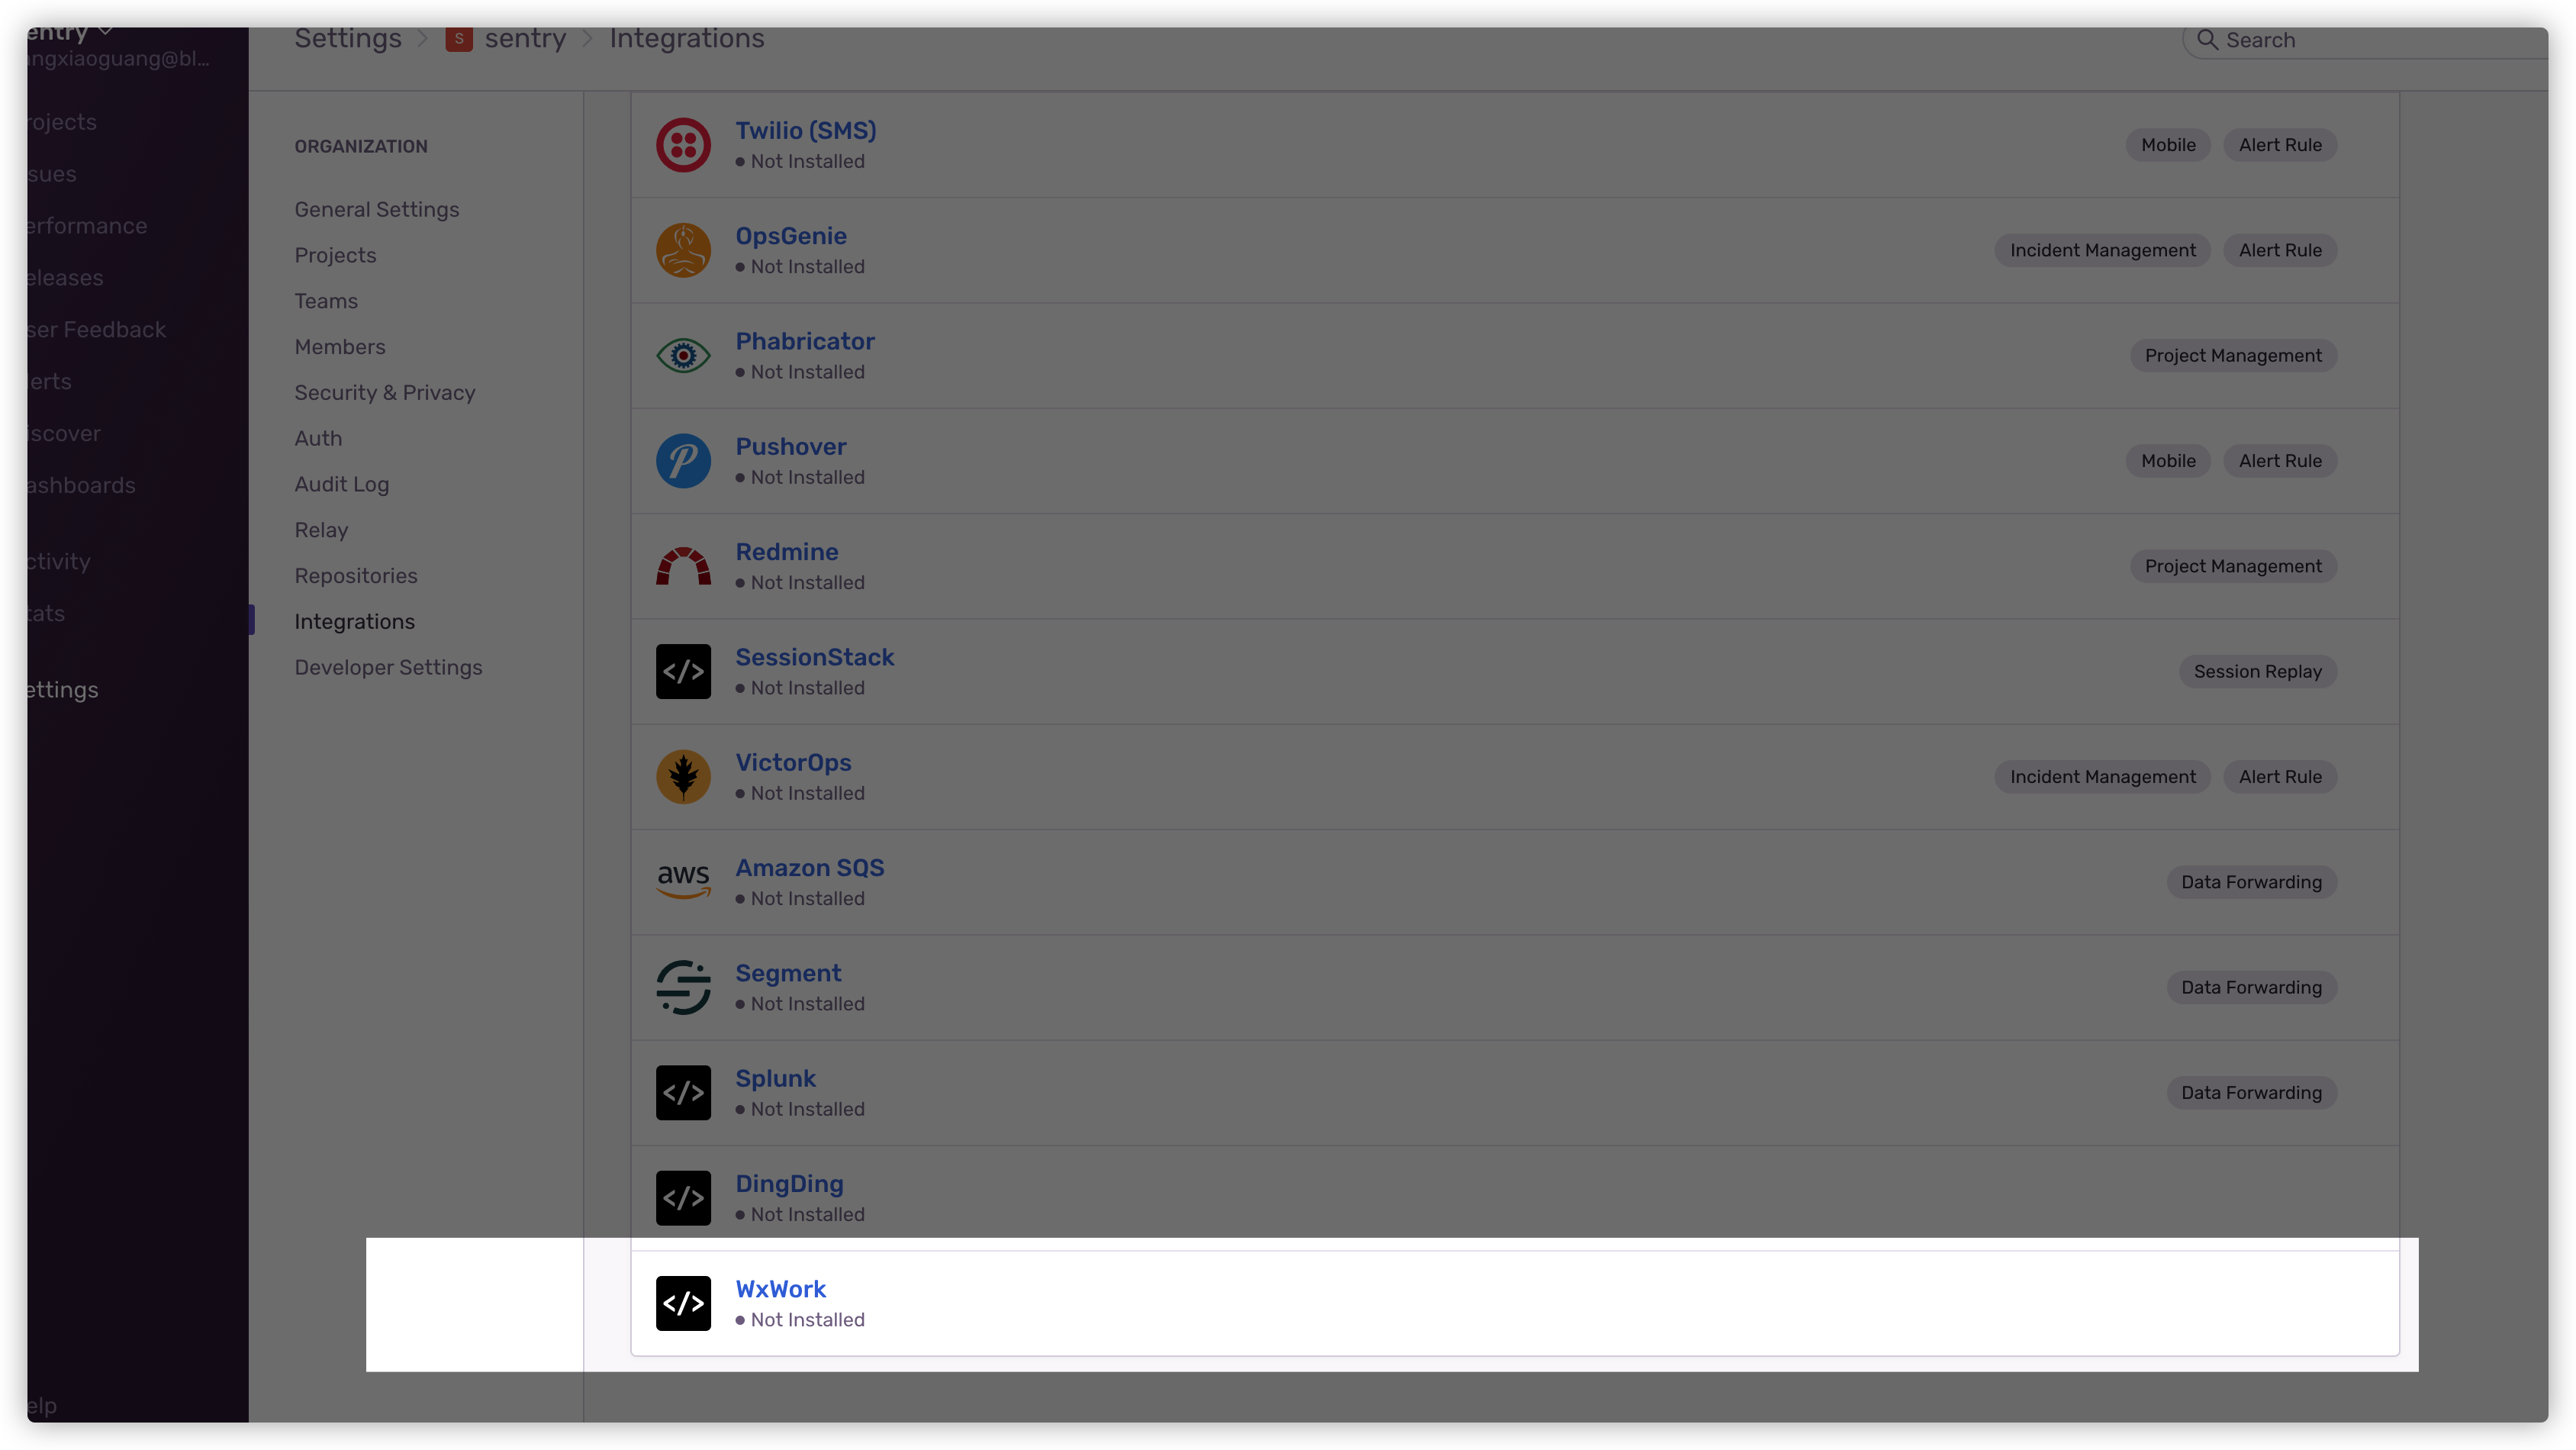 entry
ngxiaoguang@bl...
Settings > S sentry > Integrations
Search
rojects
sues
erformance
eleases
ser Feedback
erts
iscover
ashboards
ctivity
tats
ettings
elp
ORGANIZATION
General Settings
Projects
Teams
Members
Security & Privacy
Auth
Audit Log
Relay
Repositories
Integrations
Developer Settings
Twilio (SMS)
Not Installed
Mobile Alert Rule
OpsGenie
Not Installed
Incident Management Alert Rule
Phabricator
Not Installed
Project Management
Pushover
Not Installed
Mobile Alert Rule
Redmine
Not Installed
Project Management
</> SessionStack
Not Installed
Session Replay
VictorOps
Not Installed
Incident Management Alert Rule
aws Amazon SQS
Not Installed
Data Forwarding
Segment
Not Installed
Data Forwarding
</> Splunk
Not Installed
Data Forwarding
</> DingDing
Not Installed
</> WxWork
Not Installed